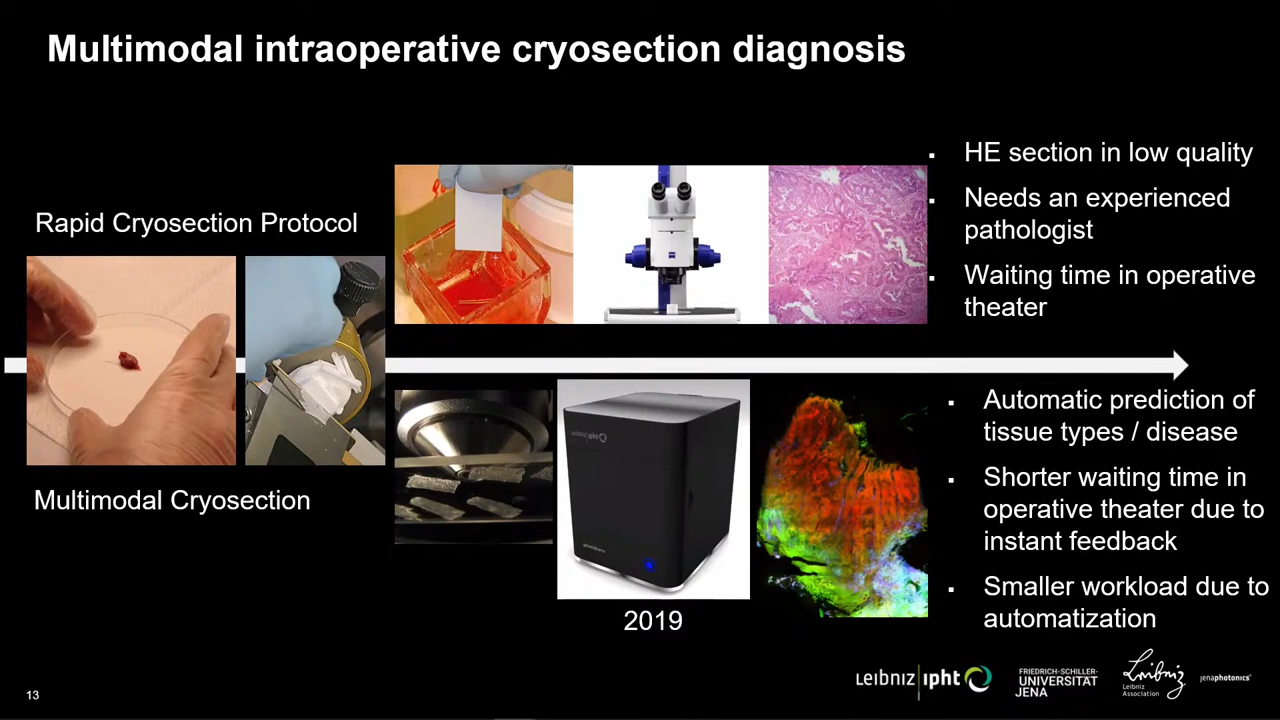 Multimodal intraoperative cryosection diagnosis
Rapid Cryosection Protocol
▪ HE section in low quality
▪ Needs an experienced
pathologist
▪ Waiting time in operative
theater
Multimodal Cryosection
2019
▪ Automatic prediction of
tissue types / disease
▪ Shorter waiting time in
operative theater due to
instant feedback
▪ Smaller workload due to
automatization
13
Leibniz ipht
FRIEDRICH-SCHILLER-
UNIVERSITÄT
JENA
Leibniz
Leibniz
Association
jenaphotonics